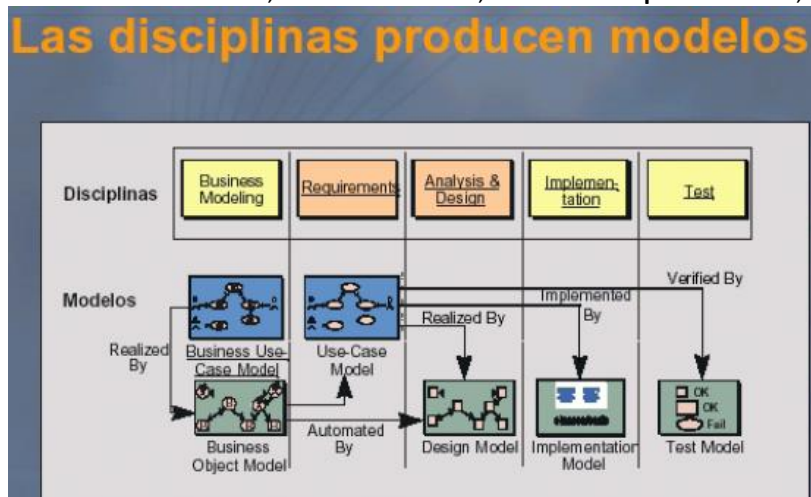 Las disciplinas producen modelos
Disciplinas
Business
Modeling
Requirements
Analysis &
Design
Implemen-
tation
Test
Modelos
Verified By
Implemented
By
Realized By
Realized
By
Business Use-
Case Model
Use-Case
Model
Automated
By
Business
Object Model
Design Model
Implementation
Model
OK
OK
Fail
Test Model